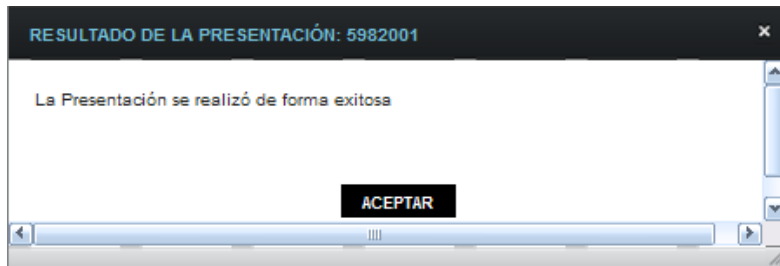 RESULTADO DE LA PRESENTACIÓN: 5982001
La Presentación se realizó de forma exitosa
ACEPTAR